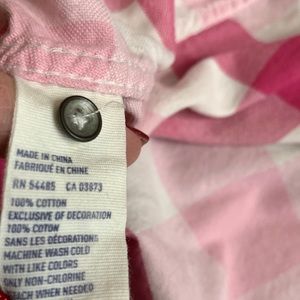 MADE IN CHINA
FABRIQUÉ EN CHINE
RN 54485 CA 03873
100% COTTON
EXCLUSIVE OF DECORATION
100% COTON
SANS LES DÉCORATIONS
MACHINE WASH COLD
WITH LIKE COLORS
ONLY NON-CHLORINE
WHEN NEEDED